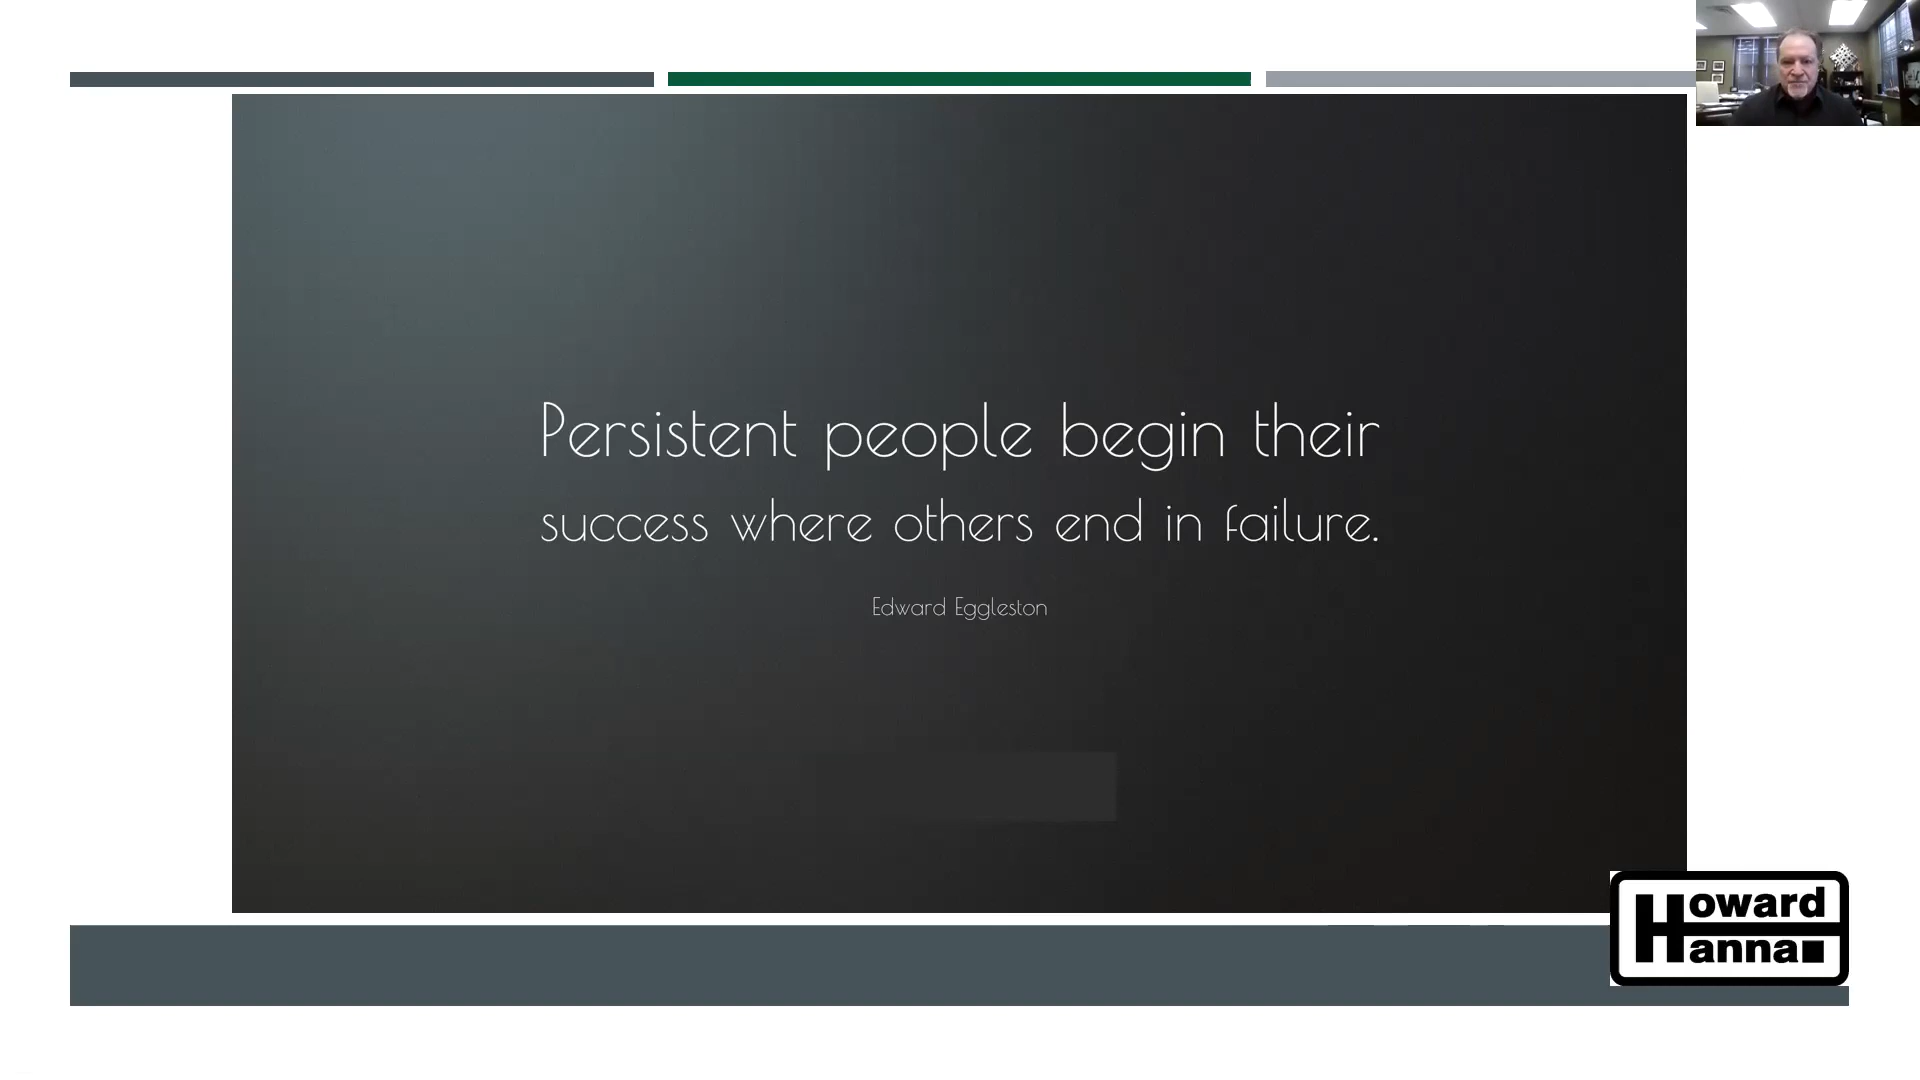 Persistent people begin their
success where others end in failure.
Edward Eggleston
Howard
Hanna